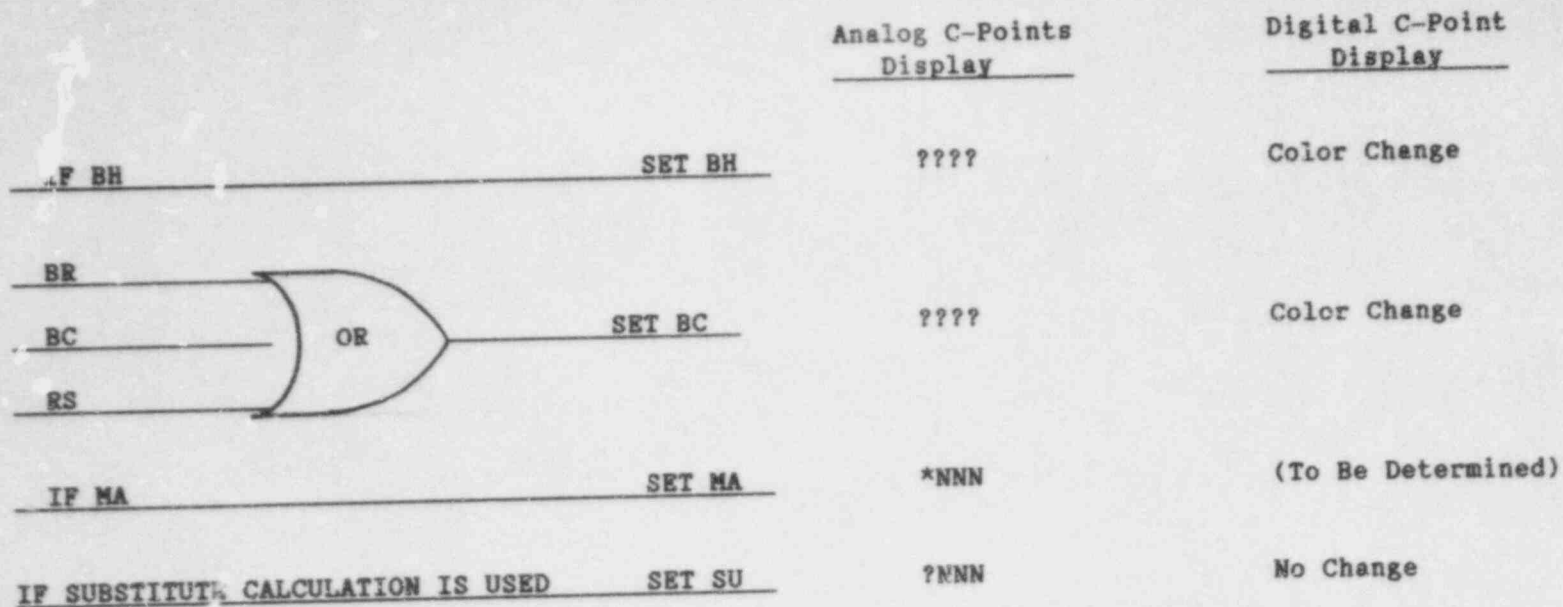 Analog C-Points Digital C-Point
Display Display
IF BH SET BH ???? Color Change
BR
BC OR SET BC ???? Color Change
RS
IF MA SET MA *NNN (To Be Determined)
IF SUBSTITUTE CALCULATION IS USED SET SU ?NNN No Change